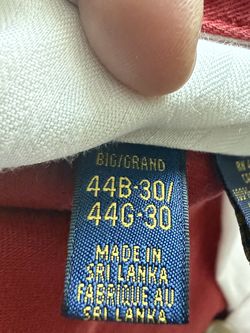 BIG/GRAND
44B-30/
44G-30
MADE IN
SRI LANKA
FABRIQUÉ AU
SRI LANKA